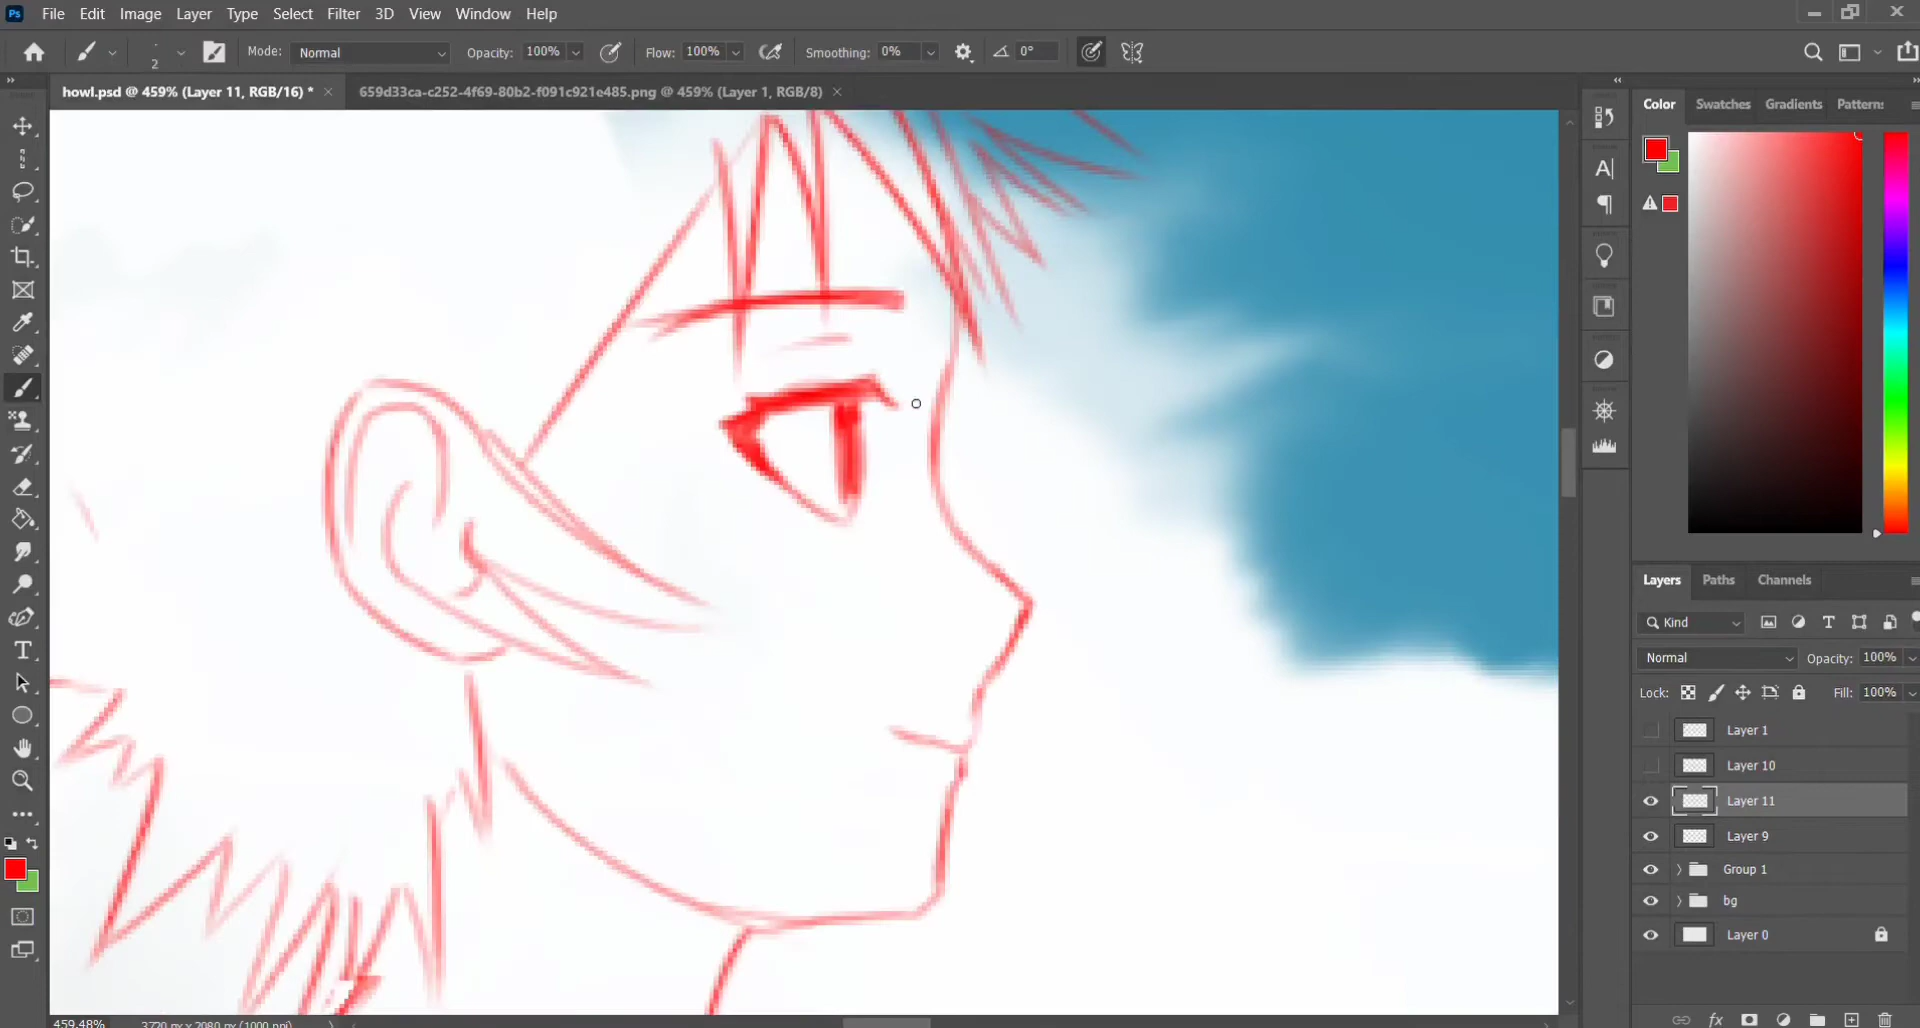 Ps File Edit Image Layer Type Select Filter 3D View Window Help
2 Mode: Normal Opacity: 100% Flow: 100% Smoothing: 0% 0°
howl.psd @ 459% (Layer 11, RGB/16) * × 659d33ca-c252-4f69-80b2-f091c921e485.png @ 459% (Layer 1, RGB/8) ×
Color Swatches Gradients Patterns
Layers Paths Channels
Kind
Normal Opacity: 100%
Lock: Fill: 100%
Layer 1
Layer 10
Layer 11
Layer 9
Group 1
bg
Layer 0
fx
459.48% 3720 px x 2080 px (1000 ppi)